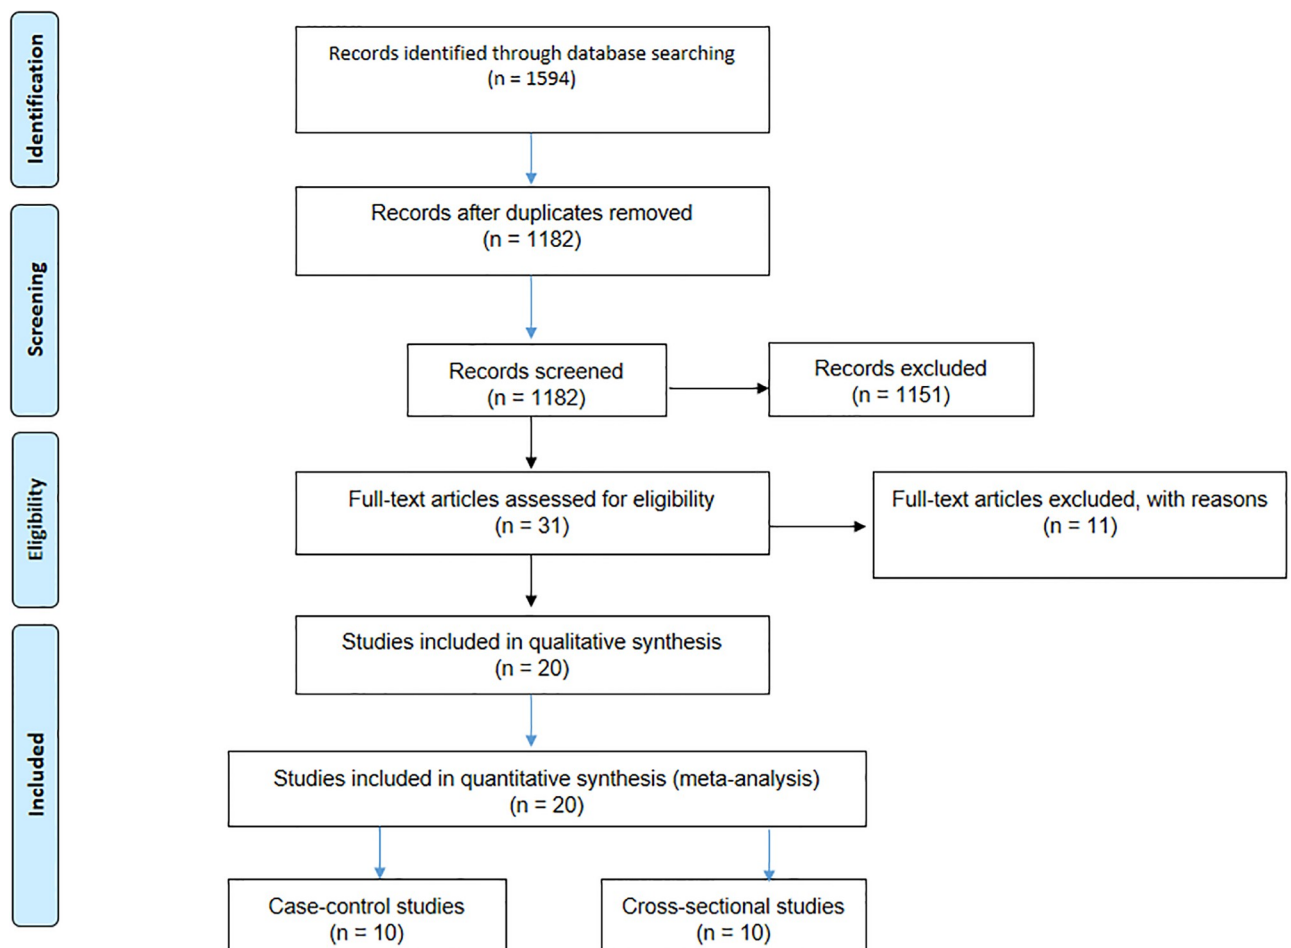 Identification
Records identified through database searching
(n = 1594)
Screening
Records after duplicates removed
(n = 1182)
Records screened
(n = 1182)
Records excluded
(n = 1151)
Eligibility
Full-text articles assessed for eligibility
(n = 31)
Full-text articles excluded, with reasons
(n = 11)
Included
Studies included in qualitative synthesis
(n = 20)
Studies included in quantitative synthesis (meta-analysis)
(n = 20)
Case-control studies
(n = 10)
Cross-sectional studies
(n = 10)